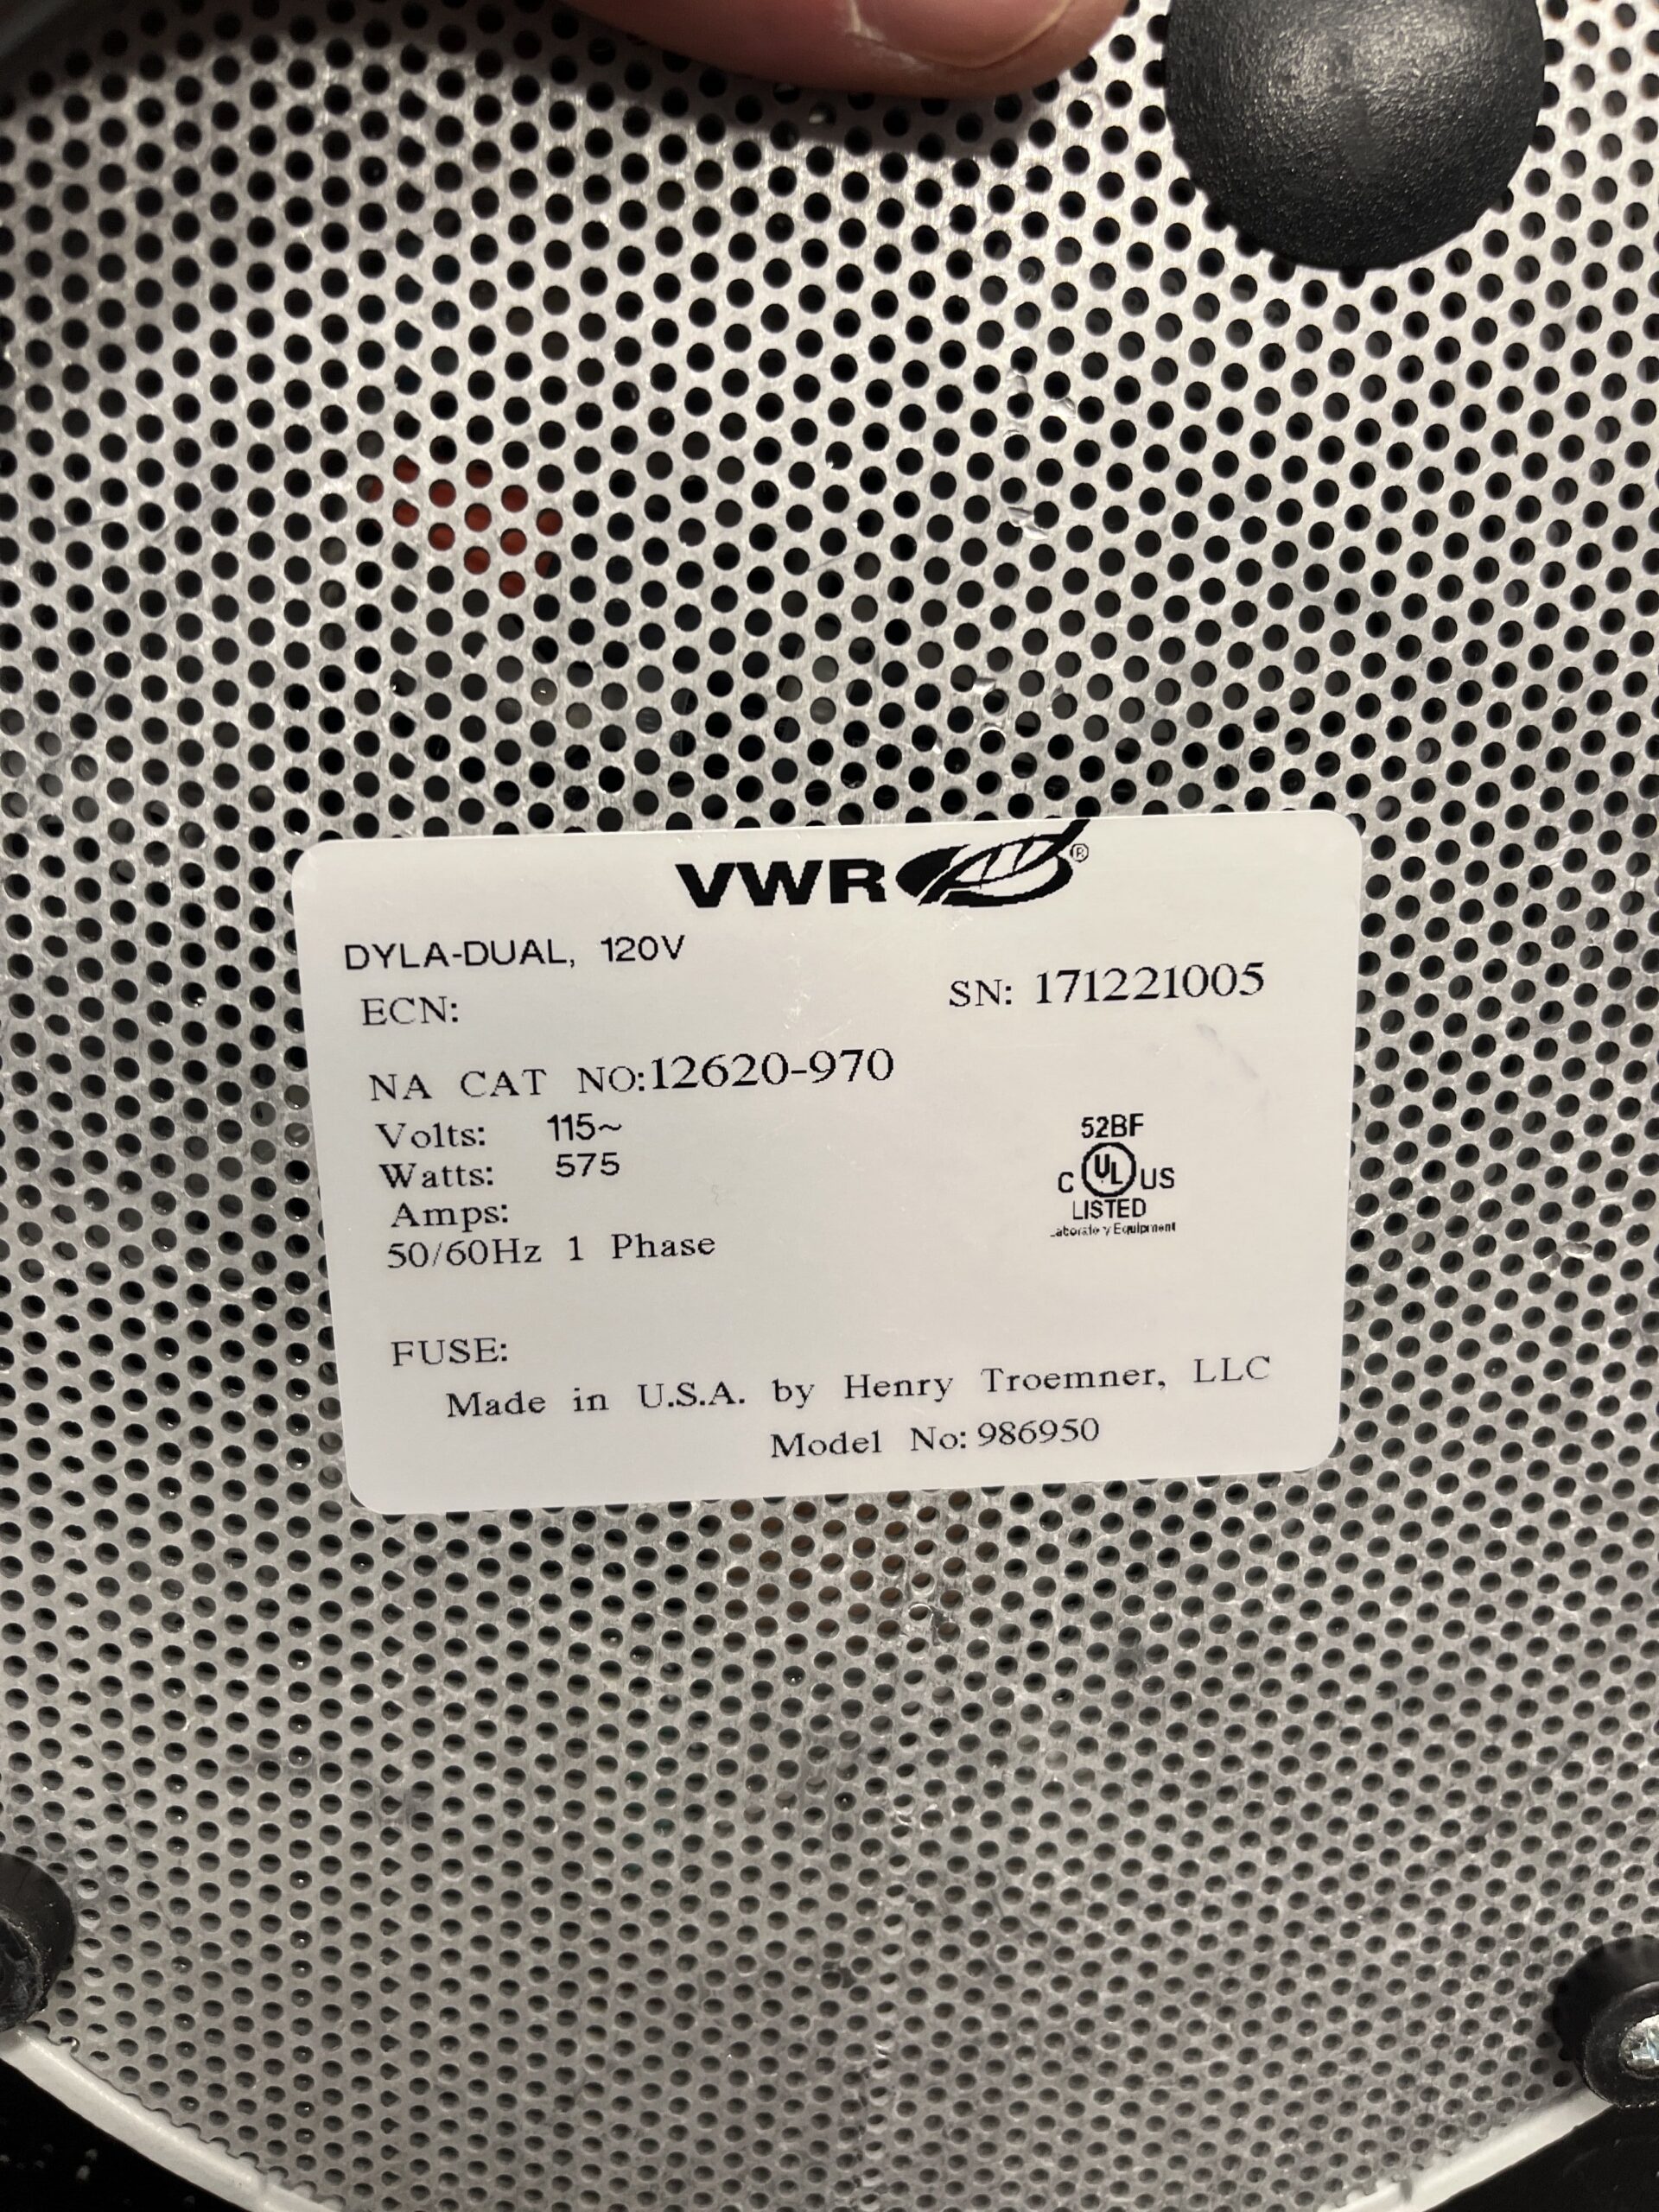 VWR®
DYLA-DUAL, 120V
ECN:
SN: 171221005
NA CAT NO:12620-970
Volts: 115~
Watts: 575
Amps:
50/60Hz 1 Phase
52BF
C UL US
LISTED
Equipment
FUSE:
Made in U.S.A. by Henry Troemner, LLC
Model No: 986950